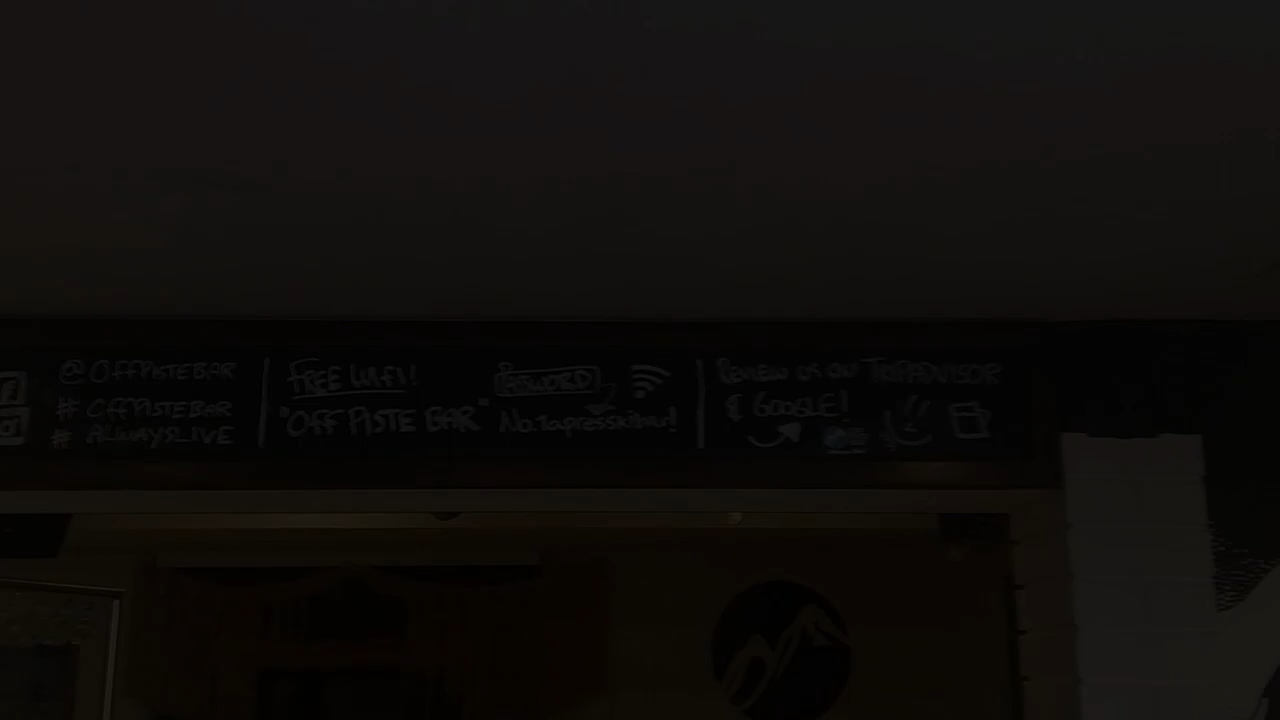 @OFFPISTEBAR
# OFFPISTEBAR
# ALWAYSLIVE
FREE WIFI!
"OFF PISTE BAR"
PASSWORD
REVIEW US ON TRIPADVISOR
& GOOGLE!